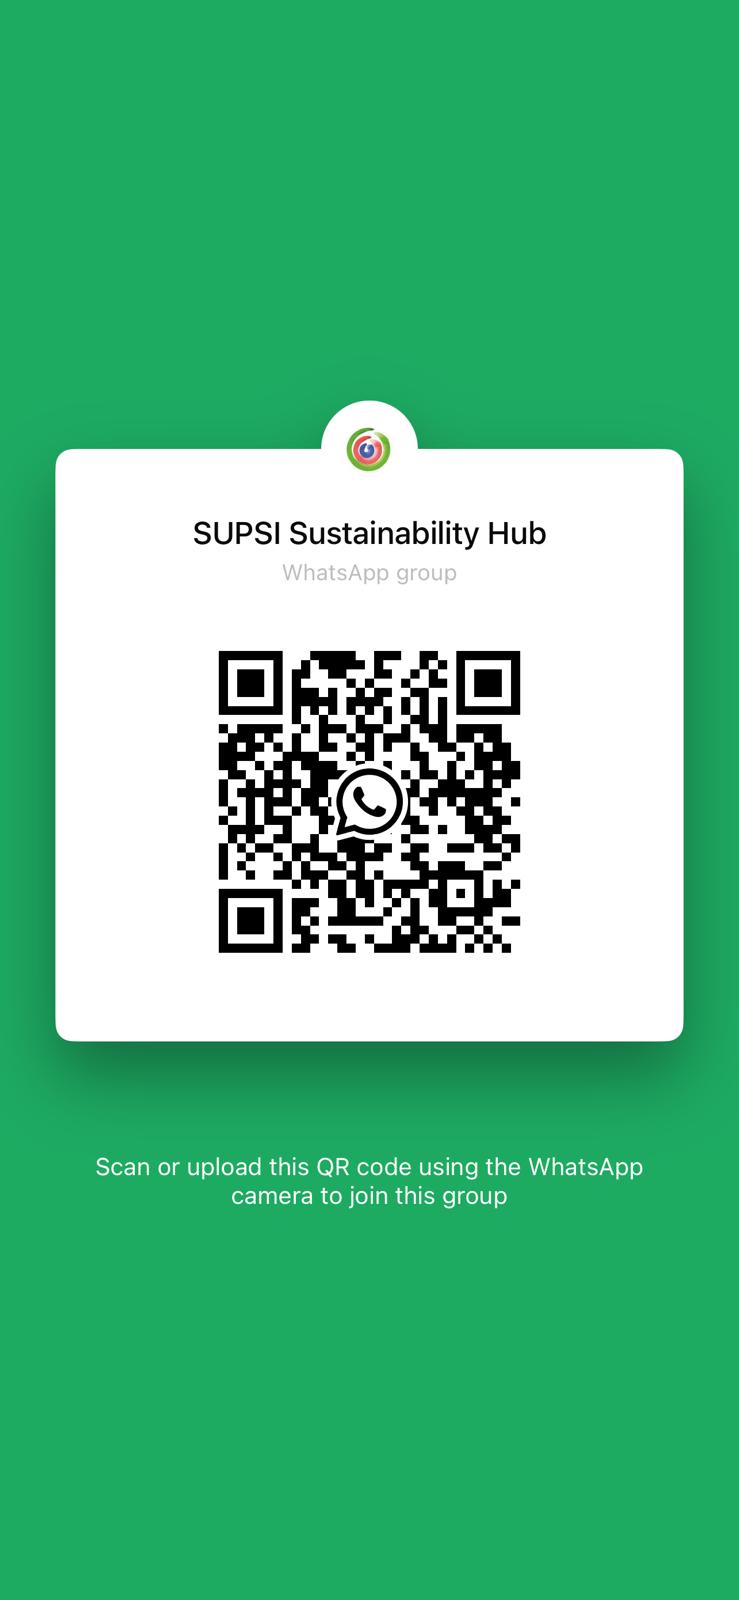 SUPSI Sustainability Hub
WhatsApp group
Scan or upload this QR code using the WhatsApp
camera to join this group